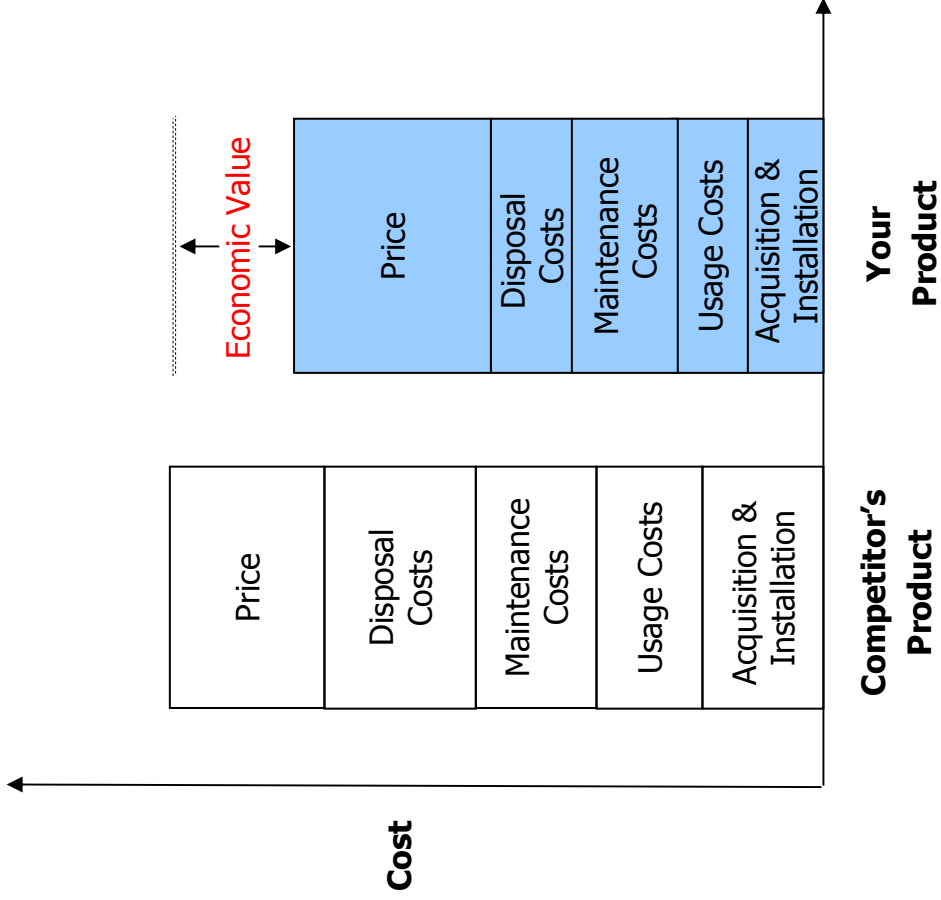 Cost
Price
Disposal
Costs
Maintenance
Costs
Usage Costs
Acquisition &
Installation
Competitor’s
Product
Economic Value
Price
Disposal
Costs
Maintenance
Costs
Usage Costs
Acquisition &
Installation
Your
Product